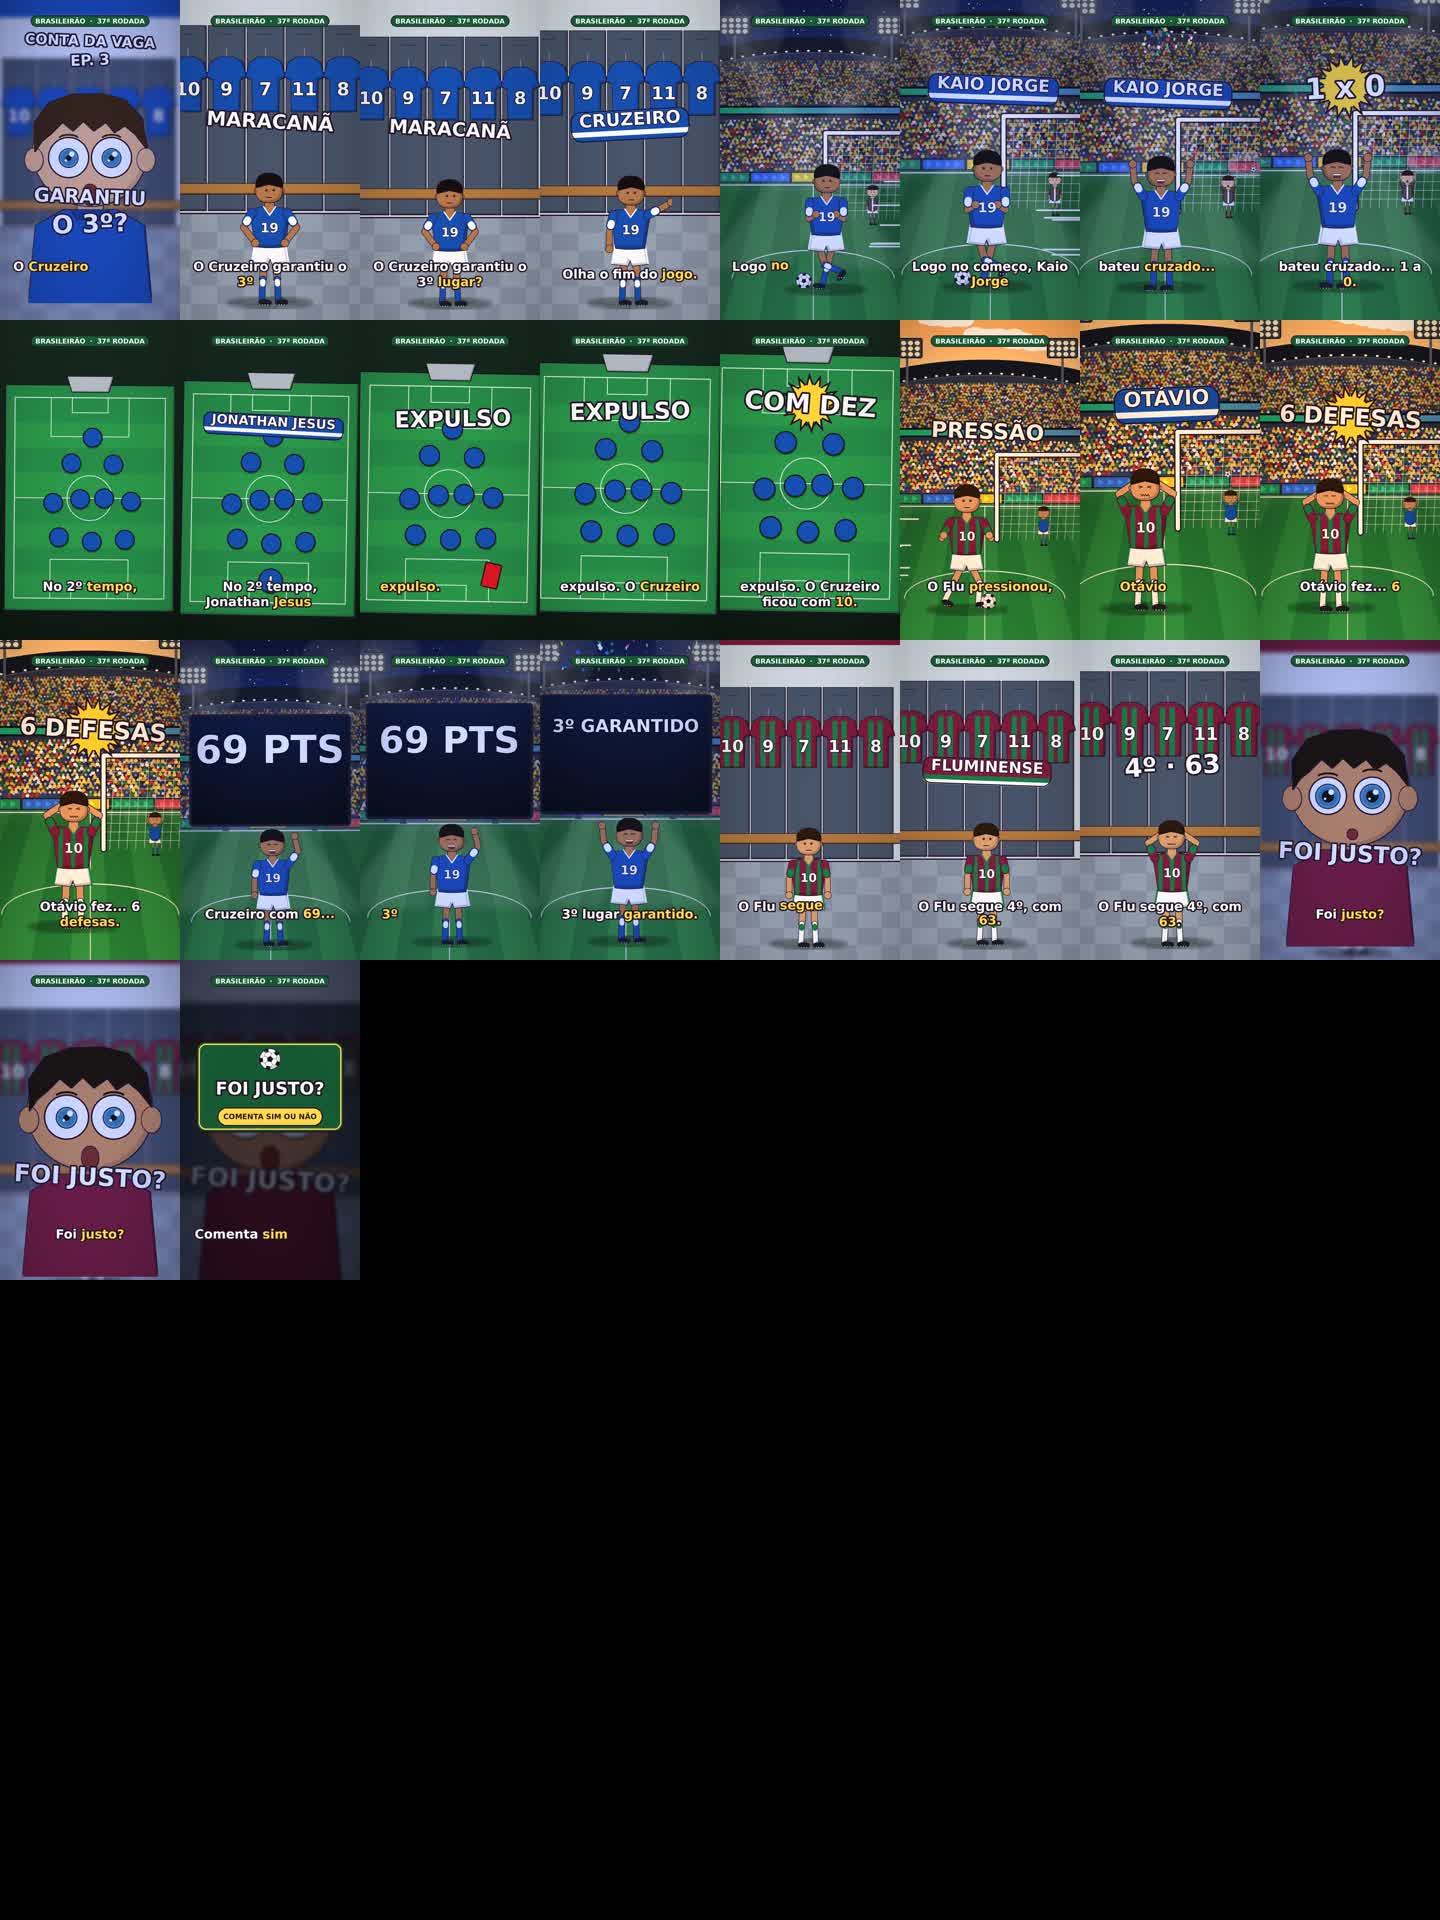 BRASILEIRÃO · 37ª RODADA
CONTA DA VAGA
EP. 3
10
8
GARANTIU
O 3º?
O Cruzeiro
BRASILEIRÃO · 37ª RODADA
10 9 7 11 8
MARACANÃ
19
O Cruzeiro garantiu o
3º
BRASILEIRÃO · 37ª RODADA
10 9 7 11 8
MARACANÃ
19
O Cruzeiro garantiu o
3º lugar?
BRASILEIRÃO · 37ª RODADA
10 9 7 11 8
CRUZEIRO
19
Olha o fim do jogo.
BRASILEIRÃO · 37ª RODADA
19
Logo no
BRASILEIRÃO · 37ª RODADA
KAIO JORGE
19
Logo no começo, Kaio
Jorge
BRASILEIRÃO · 37ª RODADA
KAIO JORGE
19
bateu cruzado...
BRASILEIRÃO · 37ª RODADA
1 x 0
19
bateu cruzado... 1 a
0.
BRASILEIRÃO · 37ª RODADA
No 2º tempo,
BRASILEIRÃO · 37ª RODADA
JONATHAN JESUS
No 2º tempo,
Jonathan Jesus
BRASILEIRÃO · 37ª RODADA
EXPULSO
expulso.
BRASILEIRÃO · 37ª RODADA
EXPULSO
expulso. O Cruzeiro
BRASILEIRÃO · 37ª RODADA
COM DEZ
expulso. O Cruzeiro
ficou com 10.
BRASILEIRÃO · 37ª RODADA
PRESSÃO
10
O Flu pressionou,
BRASILEIRÃO · 37ª RODADA
OTÁVIO
10
Otávio
BRASILEIRÃO · 37ª RODADA
6 DEFESAS
10
Otávio fez... 6
BRASILEIRÃO · 37ª RODADA
6 DEFESAS
10
Otávio fez... 6
defesas.
BRASILEIRÃO · 37ª RODADA
69 PTS
19
Cruzeiro com 69...
BRASILEIRÃO · 37ª RODADA
69 PTS
19
3º
BRASILEIRÃO · 37ª RODADA
3º GARANTIDO
19
3º lugar garantido.
BRASILEIRÃO · 37ª RODADA
10 9 7 11 8
10
O Flu segue
BRASILEIRÃO · 37ª RODADA
10 9 7 11 8
FLUMINENSE
10
O Flu segue 4º, com
63.
BRASILEIRÃO · 37ª RODADA
10 9 7 11 8
4º · 63
10
O Flu segue 4º, com
63.
BRASILEIRÃO · 37ª RODADA
10
8
FOI JUSTO?
Foi justo?
BRASILEIRÃO · 37ª RODADA
10
8
FOI JUSTO?
Foi justo?
BRASILEIRÃO · 37ª RODADA
FOI JUSTO?
COMENTA SIM OU NÃO
FOI JUSTO?
Comenta sim